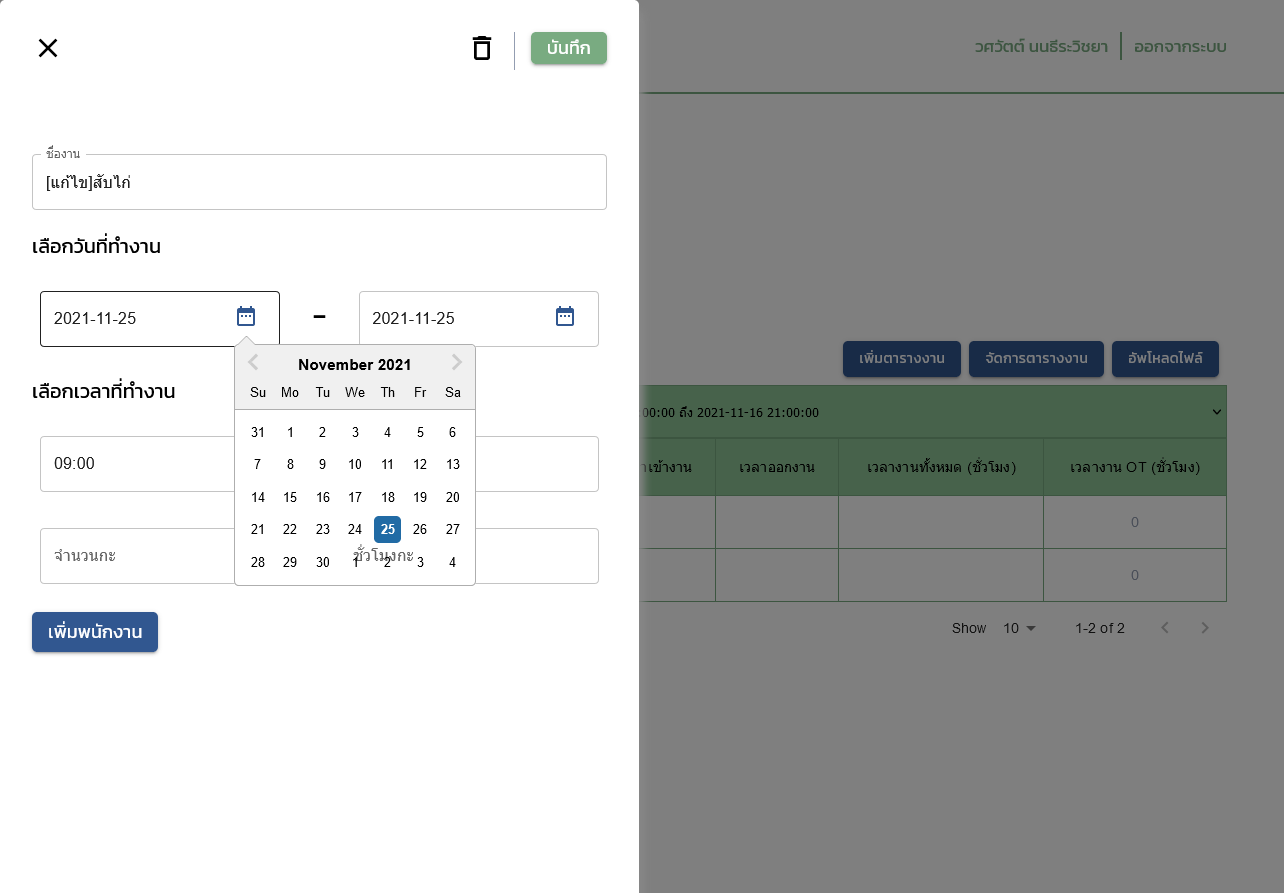 บันทึก
วศวัตต์ นนธีระวิชยา
ออกจากระบบ
ชื่องาน
[แก้ไข]สับไก่
เลือกวันที่ทำงาน
2021-11-25
–
2021-11-25
November 2021
Su Mo Tu We Th Fr Sa
31 1 2 3 4 5 6
7 8 9 10 11 12 13
14 15 16 17 18 19 20
21 22 23 24 25 26 27
28 29 30 1 2 3 4
เลือกเวลาที่ทำงาน
09:00
จำนวนกะ
ชั่วโมงกะ
เพิ่มพนักงาน
เพิ่มตารางงาน
จัดการตารางงาน
อัพโหลดไฟล์
00:00 ถึง 2021-11-16 21:00:00
เข้างาน
เวลาออกงาน
เวลางานทั้งหมด (ชั่วโมง)
เวลางาน OT (ชั่วโมง)
0
0
Show 10 1-2 of 2